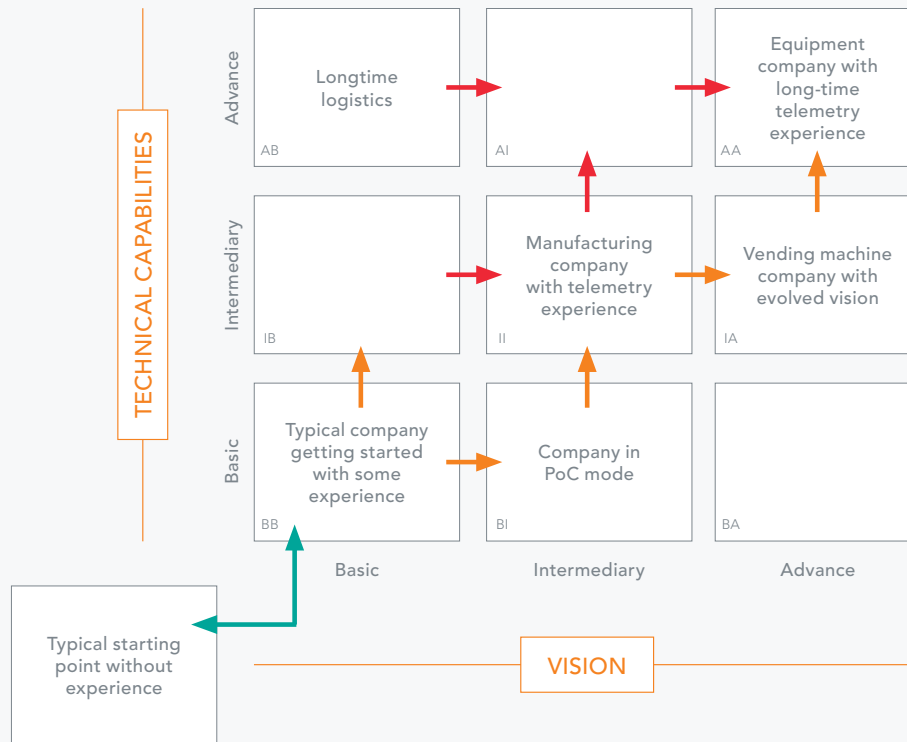 TECHNICAL CAPABILITIES
Advance
Longtime
logistics
AB
AI
Equipment
company with
long-time
telemetry
experience
AA
Intermediary
IB
Manufacturing
company
with telemetry
experience
II
Vending machine
company with
evolved vision
IA
Basic
Typical company
getting started
with some
experience
BB
Company in
PoC mode
BI
BA
Basic
Intermediary
Advance
Typical starting
point without
experience
VISION